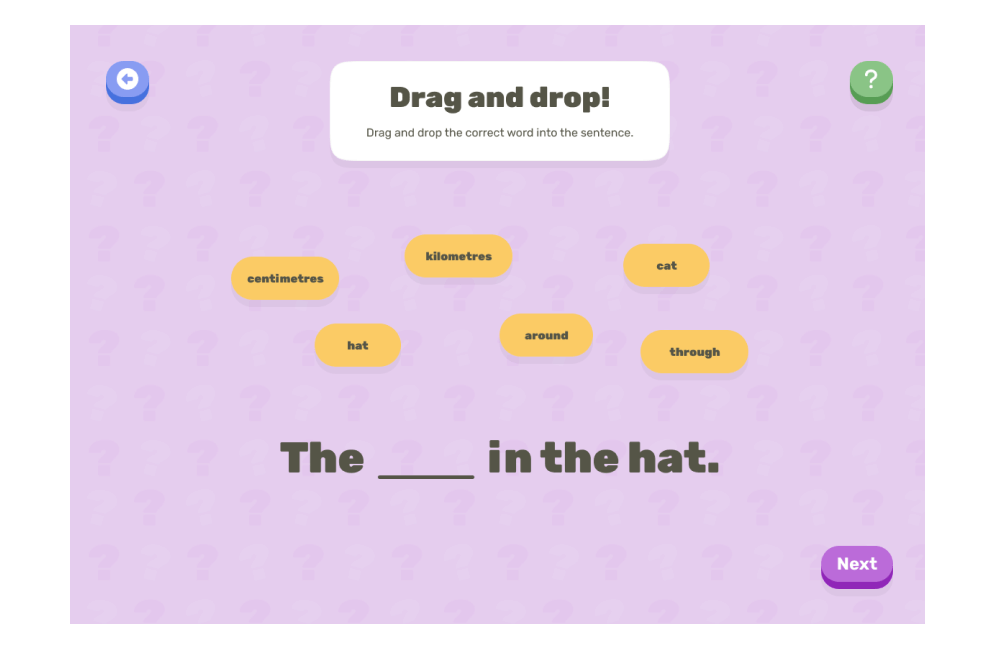 ?
Drag and drop!
Drag and drop the correct word into the sentence.
kilometres
cat
centimetres
around
hat
through
The ____ in the hat.
Next